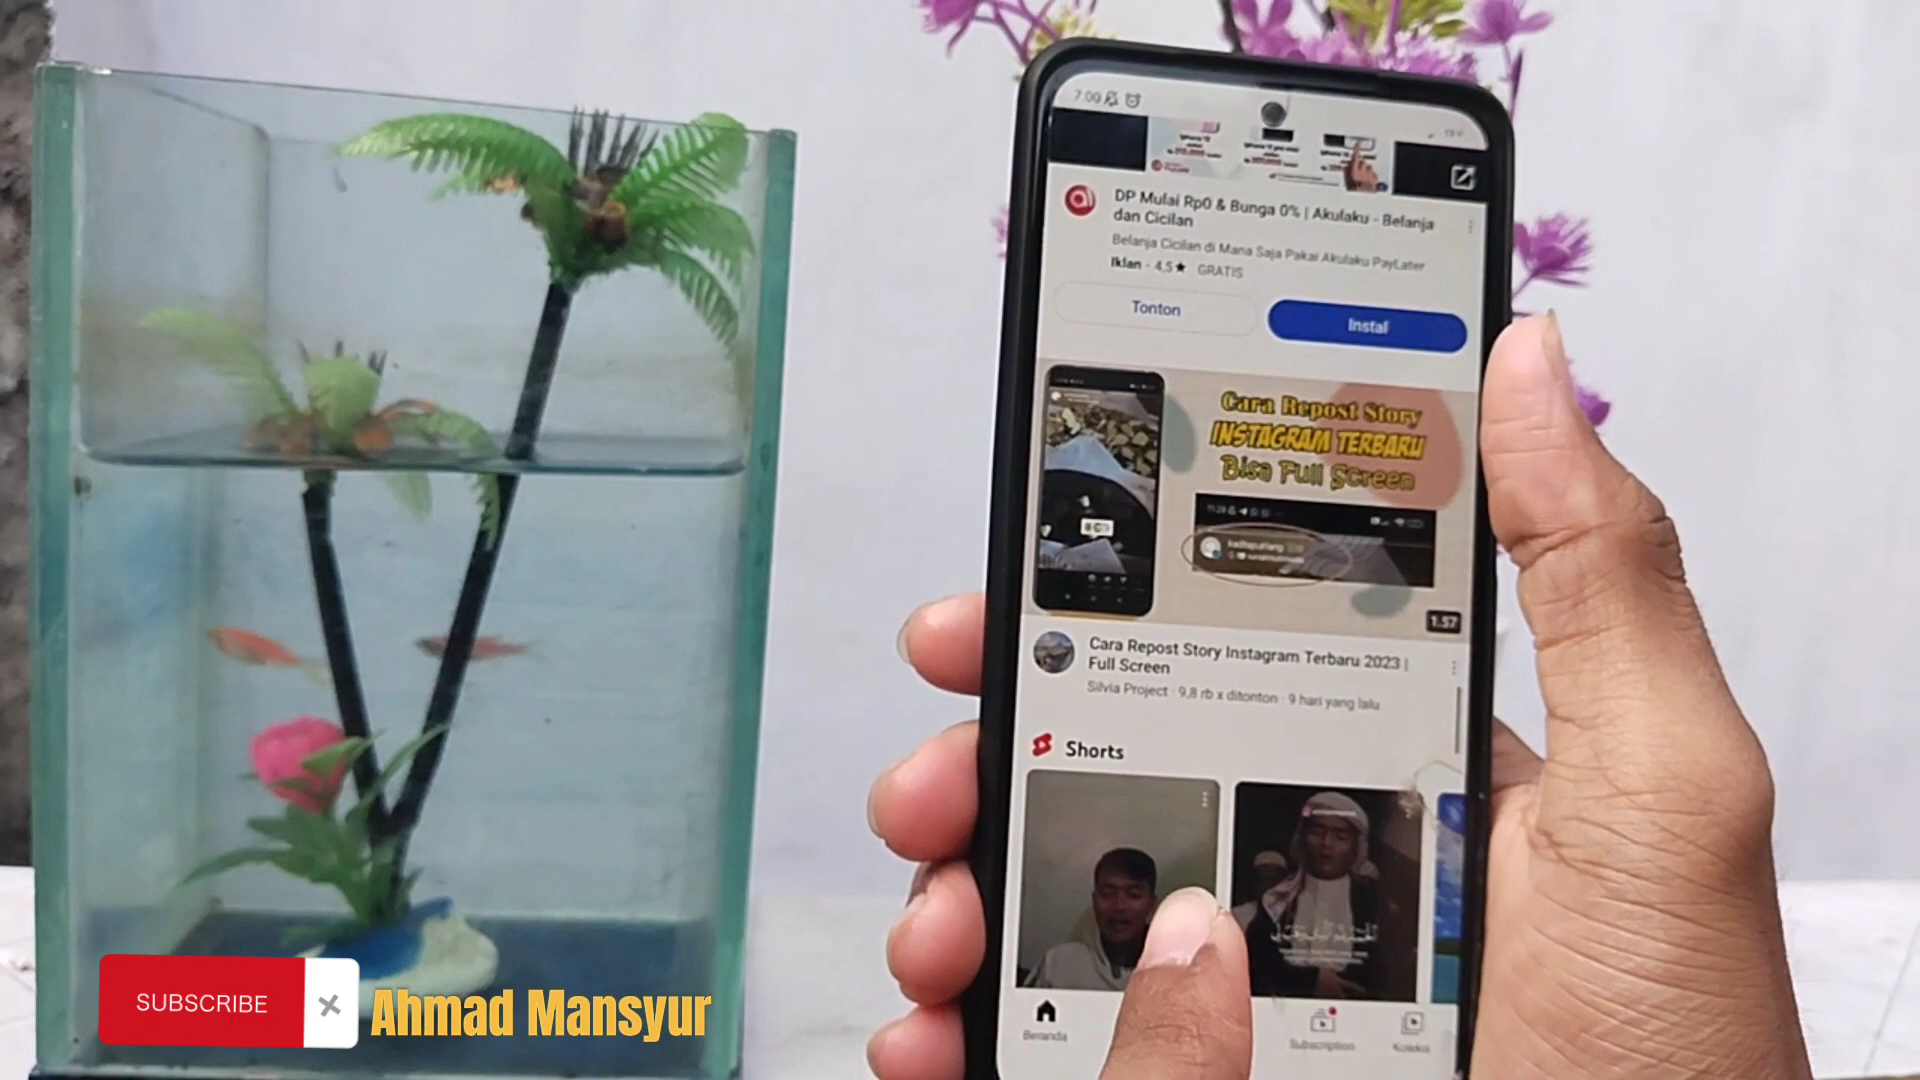 7:00
DP Mulai Rp0 & Bunga 0% | Akulaku - Belanja
dan Cicilan
Belanja Cicilan di Mana Saja Pakai Akulaku PayLater
Iklan · 4,5★ GRATIS
Tonton
Instal
Cara Repost Story
INSTAGRAM TERBARU
Bisa Full Screen
1.57
Cara Repost Story Instagram Terbaru 2023 |
Full Screen
Silvia Project · 9,8 rb x ditonton · 9 hari yang lalu
Shorts
Beranda
Subscription
Koleksi
SUBSCRIBE
Ahmad Mansyur